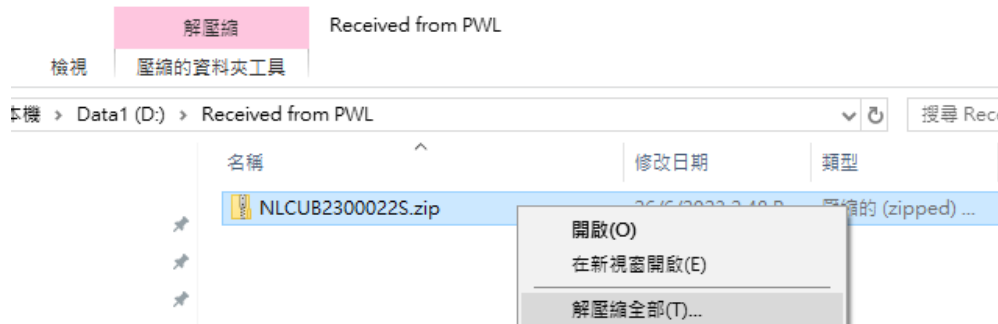 解壓縮
Received from PWL
檢視
壓縮的資料夾工具
本機 › Data1 (D:) › Received from PWL
搜尋 Rec
名稱
修改日期
類型
NLCUB2300022S.zip
壓縮的 (zipped) ...
開啟(O)
在新視窗開啟(E)
解壓縮全部(T)...